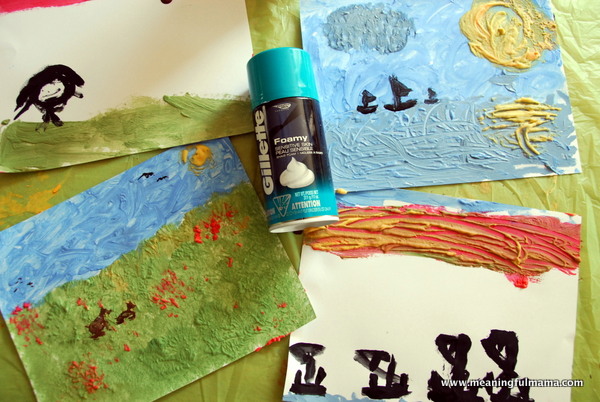 Gillette
Foamy
SENSITIVE SKIN
PEAU SENSIBLE
ATTENTION
www.meaningfulmama.com